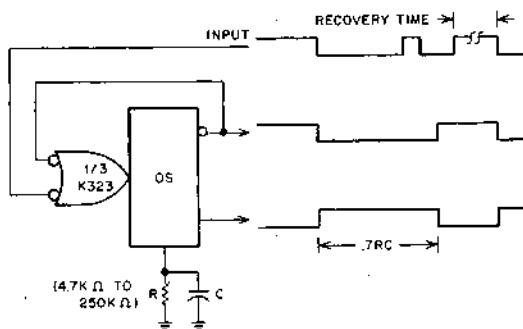 RECOVERY TIME
INPUT
1/3
K323
OS
.7RC
(4.7K Ω TO
250K Ω)
R
C